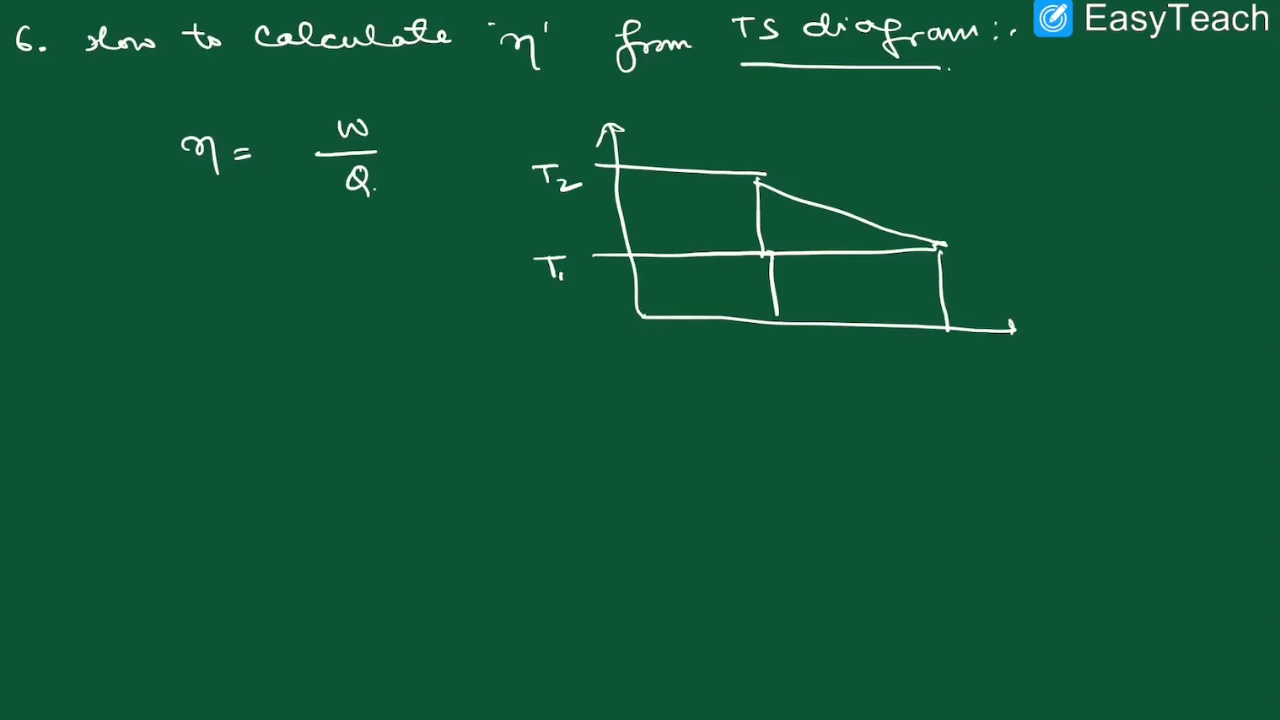 6. How to calculate 'η' from TS diagram :.
EasyTeach
η = W
Q.
T2
T1